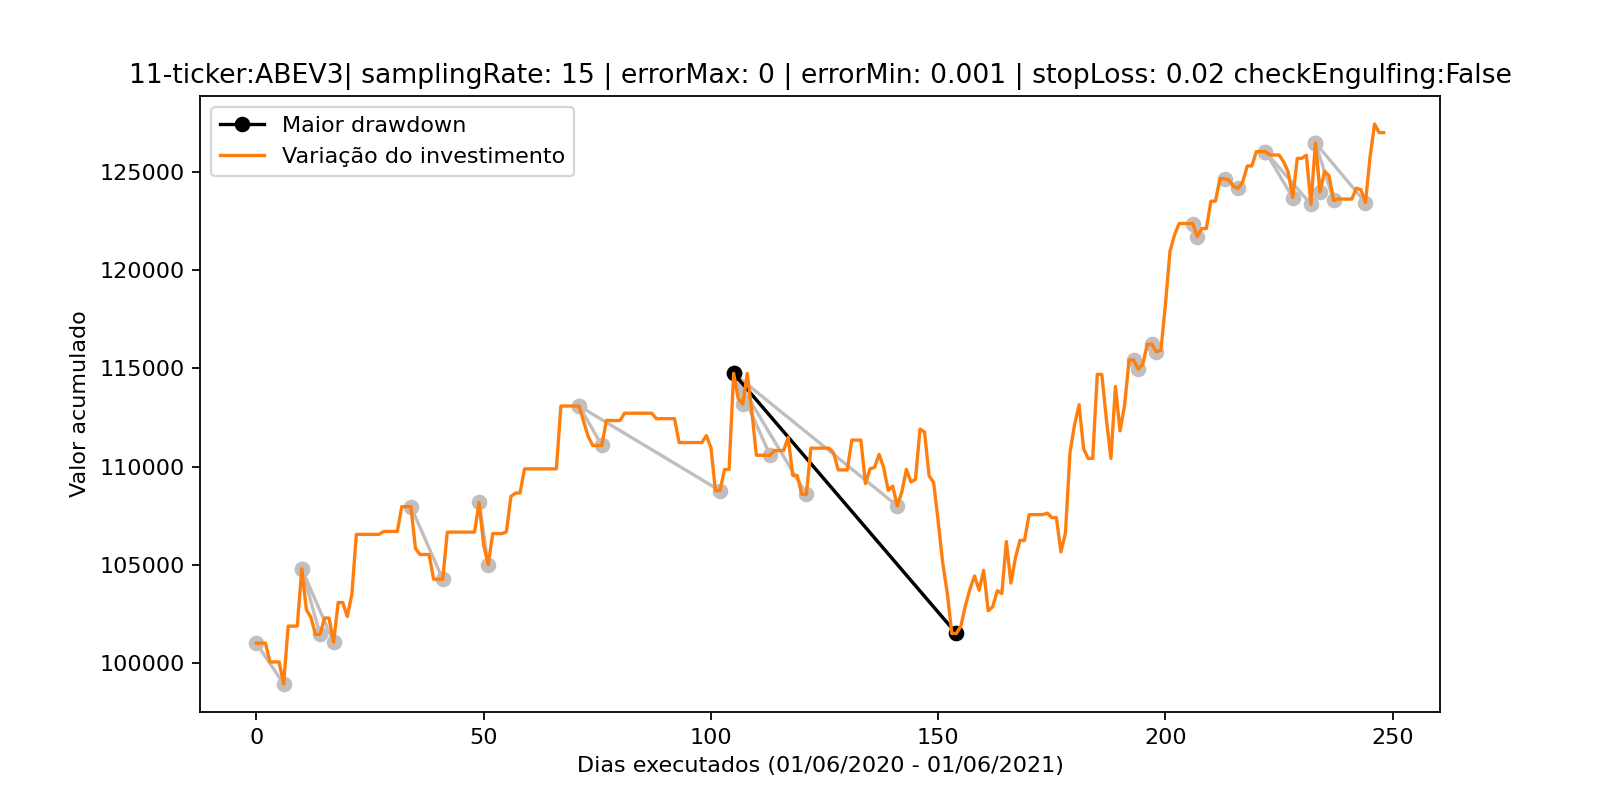 11-ticker:ABEV3| samplingRate: 15 | errorMax: 0 | errorMin: 0.001 | stopLoss: 0.02 checkEngulfing:False
Maior drawdown
Variação do investimento
125000
120000
115000
110000
105000
100000
Valor acumulado
0 50 100 150 200 250
Dias executados (01/06/2020 - 01/06/2021)